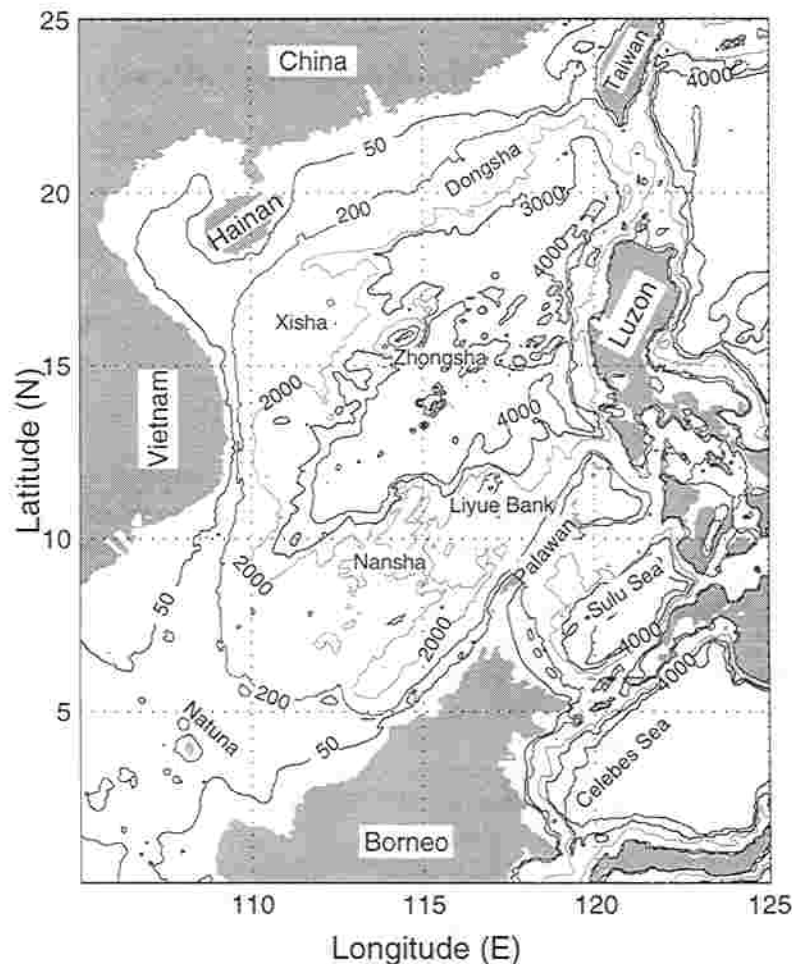 25
China
Taiwan
4000
50
Dongsha
20
200
3000
Hainan
4000
Luzon
Xisha
Zhongsha
15
2000
4000
Vietnam
Latitude (N)
Liyue Bank
10
Palawan
Nansha
2000
Sulu Sea
50
2000
4000
4000
200
Natuna
5
50
Celebes Sea
Borneo
110
115
120
125
Longitude (E)